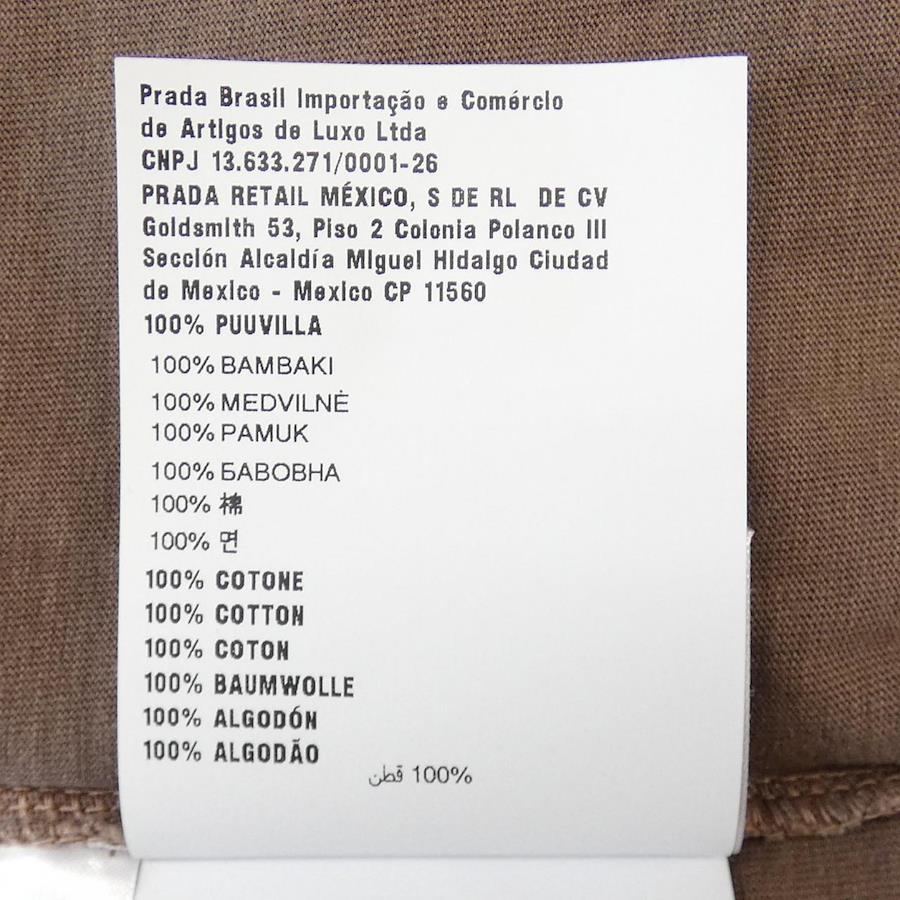 Prada Brasil Importação e Comércio
de Artigos de Luxo Ltda
CNPJ 13.633.271/0001-26
PRADA RETAIL MÉXICO, S DE RL DE CV
Goldsmith 53, Piso 2 Colonia Polanco III
Sección Alcaldía Miguel Hidalgo Ciudad
de Mexico - Mexico CP 11560
100% PUUVILLA
100% BAMBAKI
100% MEDVILNĖ
100% PAMUK
100% БАВОВНА
100% 棉
100% 면
100% COTONE
100% COTTON
100% COTON
100% BAUMWOLLE
100% ALGODÓN
100% ALGODÃO
100% قطن